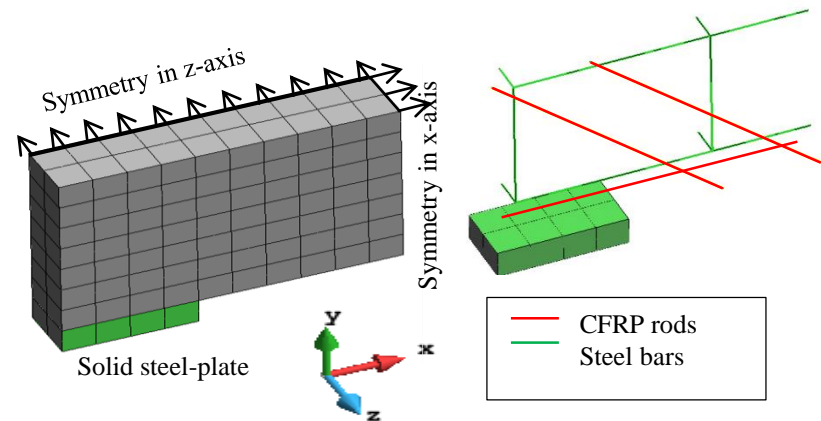 Symmetry in z-axis
Symmetry in x-axis
Solid steel-plate
y
x
z
CFRP rods
Steel bars